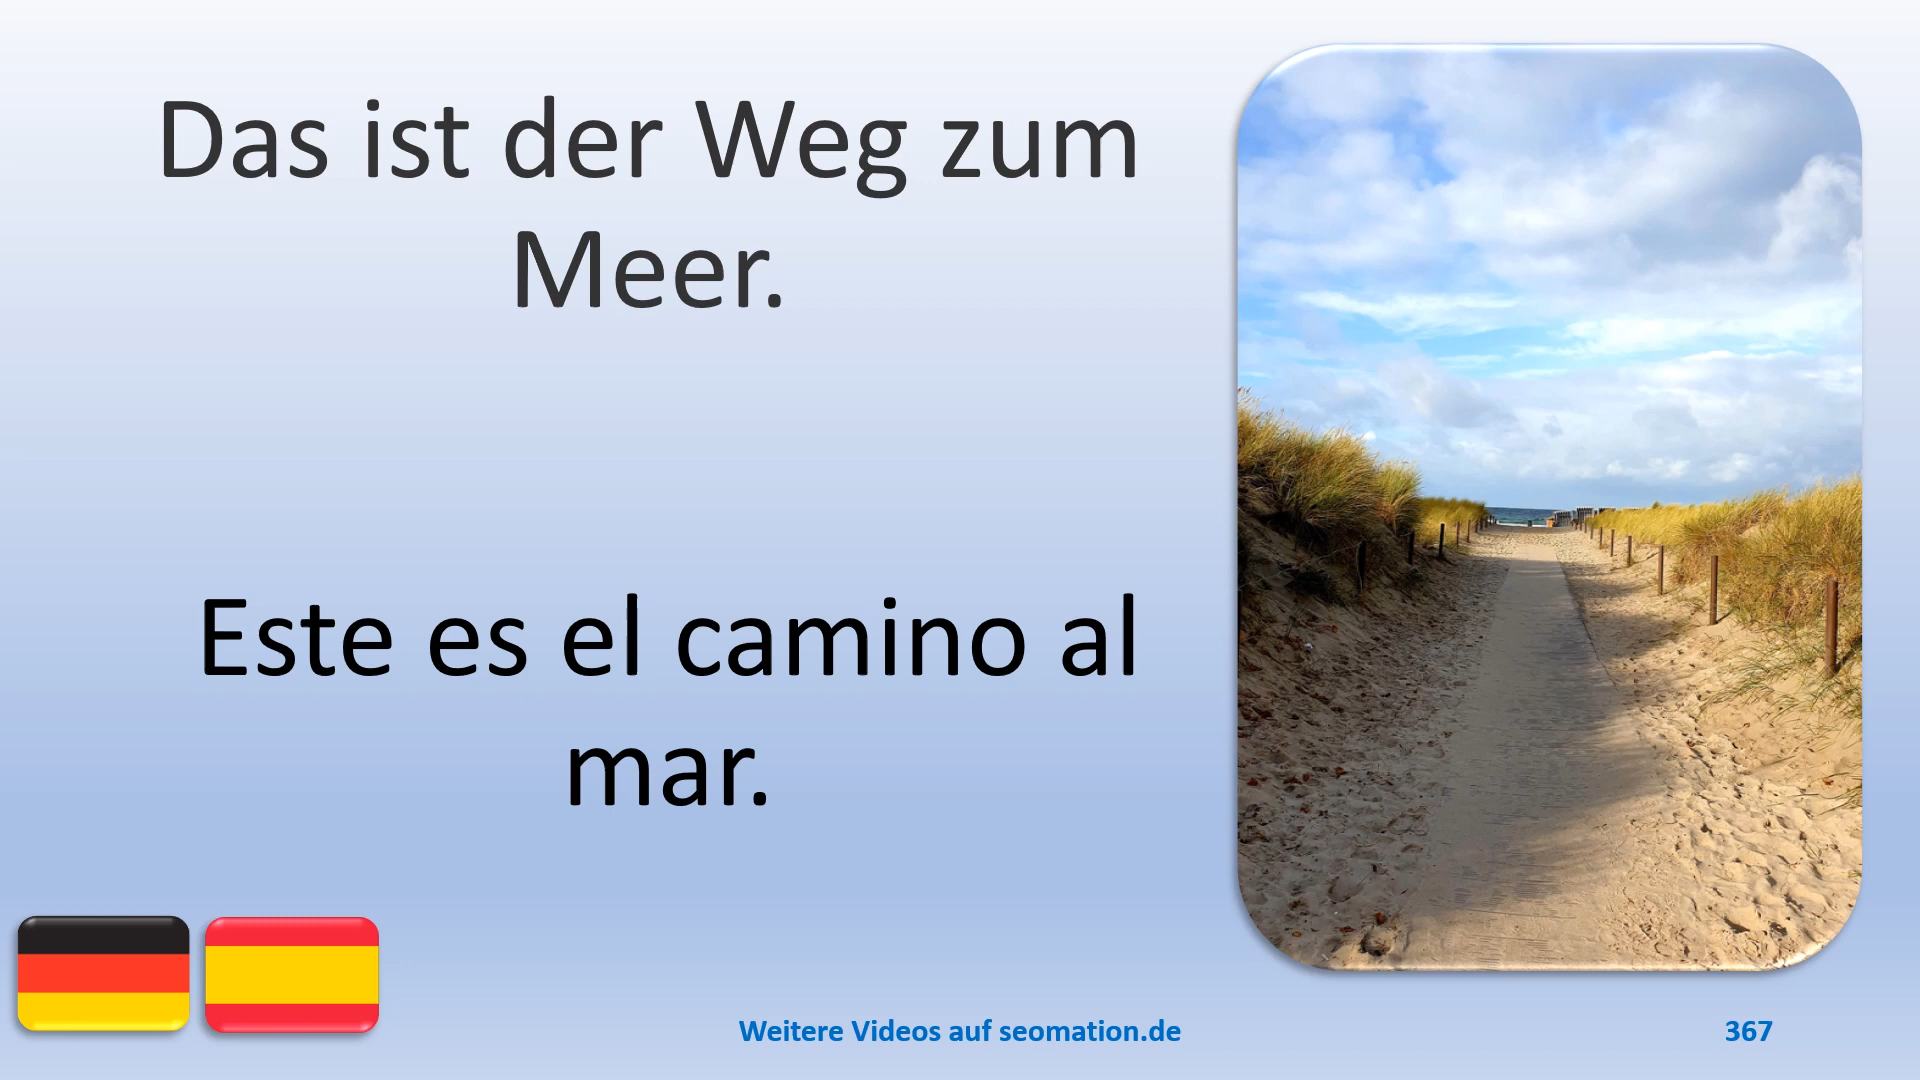 Das ist der Weg zum
Meer.
Este es el camino al
mar.
Weitere Videos auf seomation.de
367